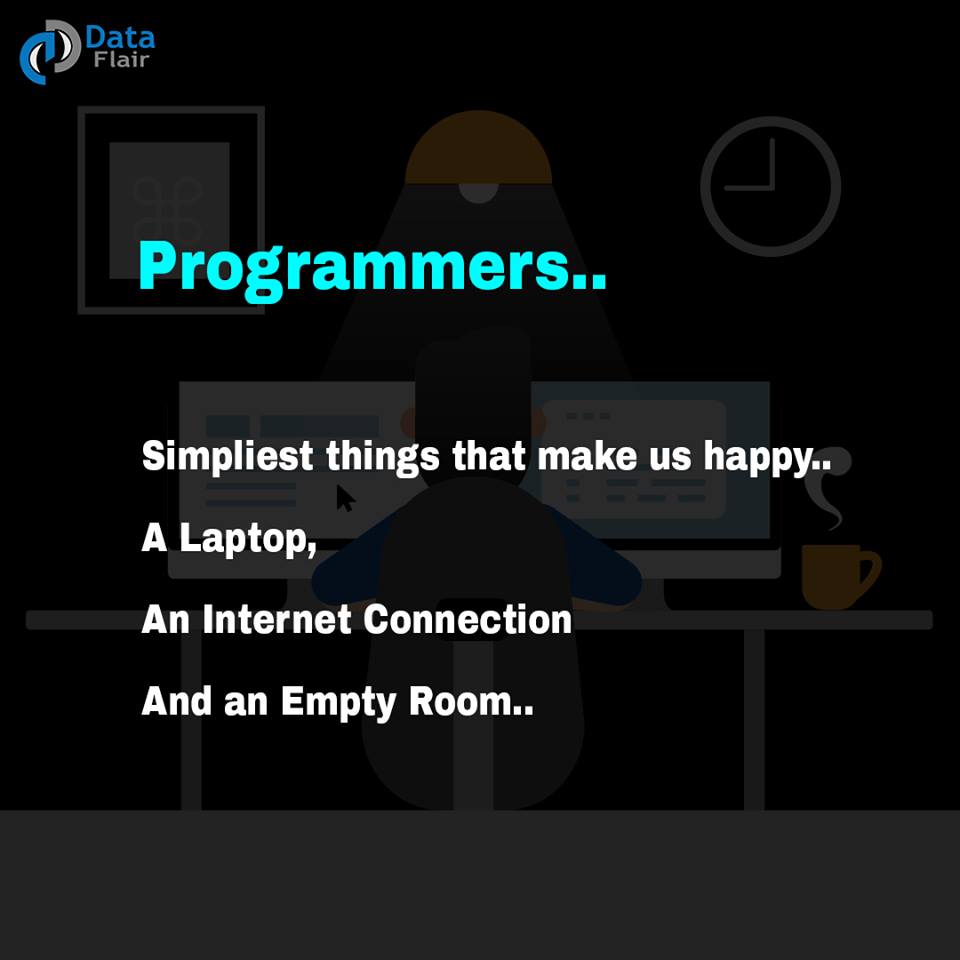 Data
Flair
Programmers..
Simpliest things that make us happy..
A Laptop,
An Internet Connection
And an Empty Room..